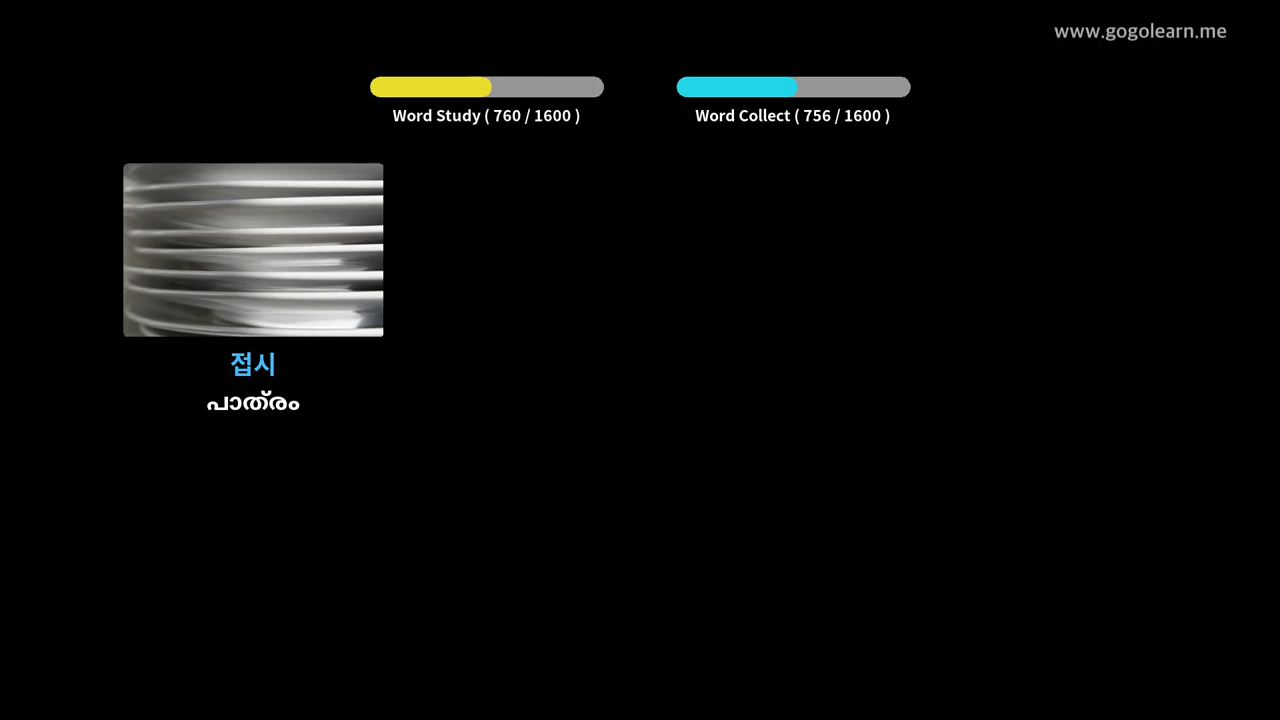 www.gogolearn.me
Word Study ( 760 / 1600 )
Word Collect ( 756 / 1600 )
접시
പാത്രം